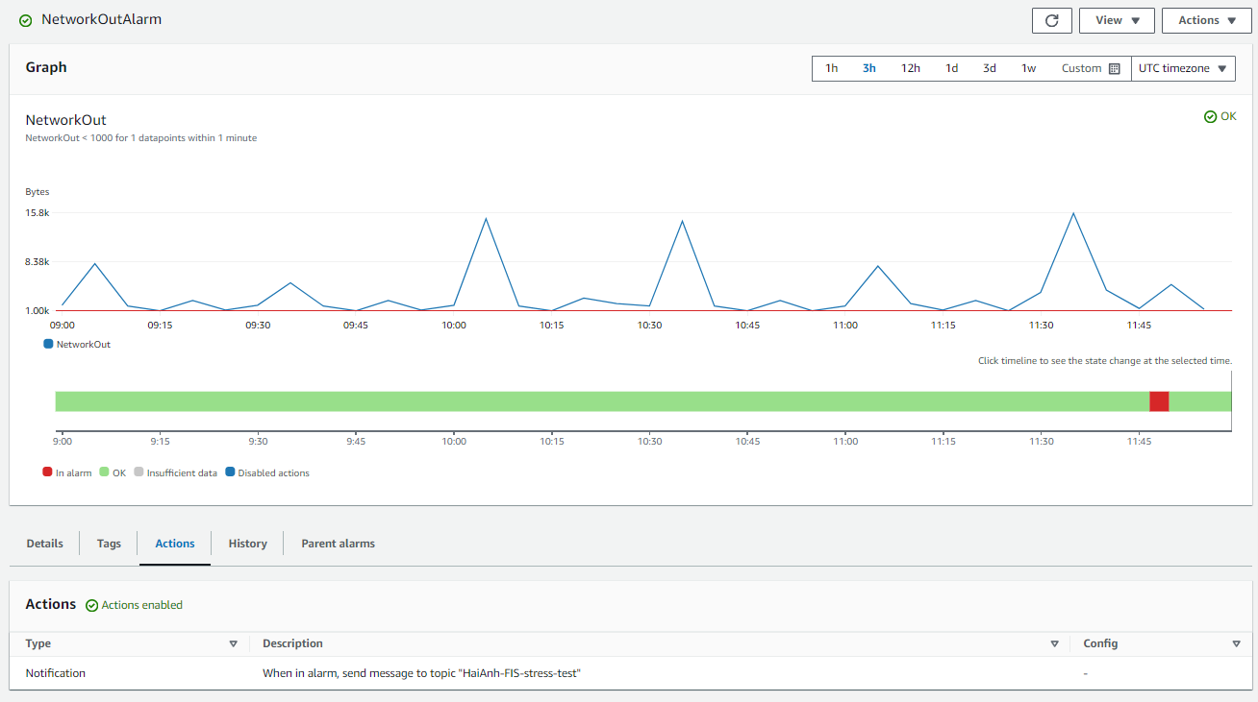 NetworkOutAlarm
View ▼ Actions ▼
Graph
1h 3h 12h 1d 3d 1w Custom UTC timezone ▼
NetworkOut
OK
NetworkOut < 1000 for 1 datapoints within 1 minute
Bytes
15.8k
8.38k
1.00k
09:00 09:15 09:30 09:45 10:00 10:15 10:30 10:45 11:00 11:15 11:30 11:45
NetworkOut
Click timeline to see the state change at the selected time.
9:00 9:15 9:30 9:45 10:00 10:15 10:30 10:45 11:00 11:15 11:30 11:45
In alarm OK Insufficient data Disabled actions
Details Tags Actions History Parent alarms
Actions Actions enabled
Type Description Config
Notification When in alarm, send message to topic "HaiAnh-FIS-stress-test" -